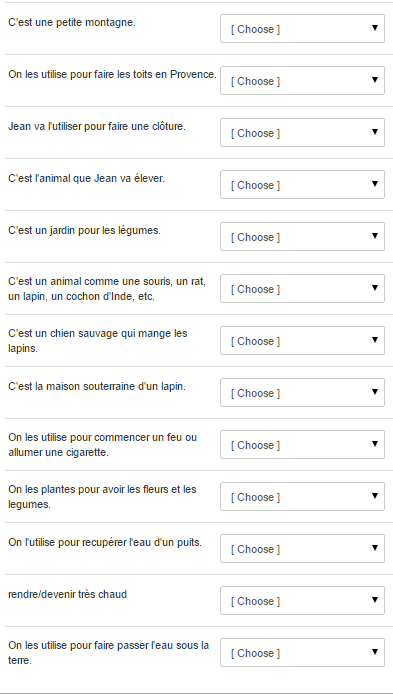 C'est une petite montagne.
[ Choose ]
On les utilise pour faire les toits en Provence.
[ Choose ]
Jean va l'utiliser pour faire une clôture.
[ Choose ]
C'est l'animal que Jean va élever.
[ Choose ]
C'est un jardin pour les légumes.
[ Choose ]
C'est un animal comme une souris, un rat,
un lapin, un cochon d'Inde, etc.
[ Choose ]
C'est un chien sauvage qui mange les
lapins.
[ Choose ]
C'est la maison souterraine d'un lapin.
[ Choose ]
On les utilise pour commencer un feu ou
allumer une cigarette.
[ Choose ]
On les plantes pour avoir les fleurs et les
legumes.
[ Choose ]
On l'utilise pour recupérer l'eau d'un puits.
[ Choose ]
rendre/devenir très chaud
[ Choose ]
On les utilise pour faire passer l'eau sous la
terre.
[ Choose ]